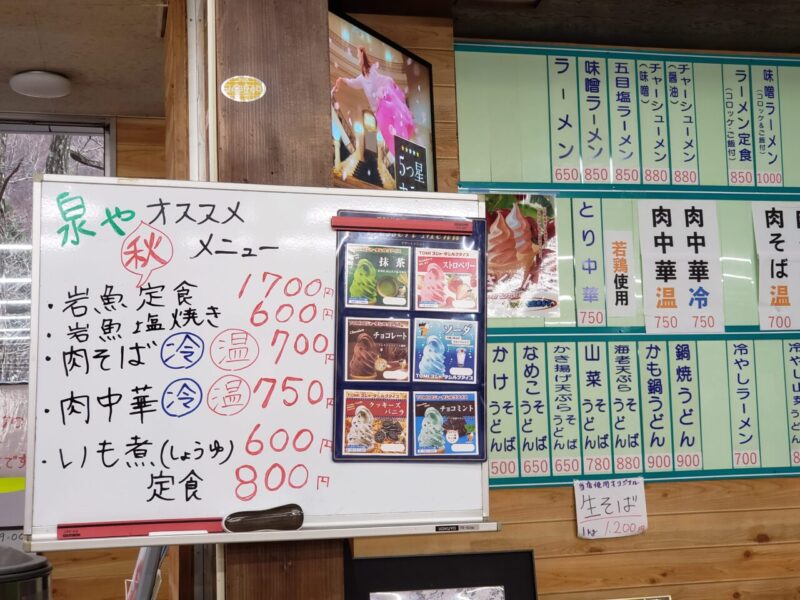 泉や オススメ
秋 メニュー
・岩魚定食 1700円
・岩魚塩焼き 600円
・肉そば 冷 温 700円
・肉中華 冷 温 750円
・いも煮(しょうゆ) 600円
定食 800円
抹茶
ストロベリー
チョコレート
ソーダ
クッキーズバニラ
チョコミント
5つ星
ラーメン 650
味噌ラーメン 850
五目塩ラーメン 850
チャーシューメン(味噌) 880
チャーシューメン(醤油) 880
ラーメン定食(コロッケ・ご飯付) 850
味噌ラーメン(コロッケ&ご飯付) 1000
とり中華 750
若鶏使用
肉中華温 750
肉中華冷 750
肉そば温 700
かけ そば うどん 500
なめこ そば うどん 650
かき揚げ天ぷら そば うどん 650
山菜 そば うどん 780
海老天ぷら そば うどん 880
かも鍋うどん 900
鍋焼うどん 900
冷やしラーメン 700
生そば
1kg 1.200円